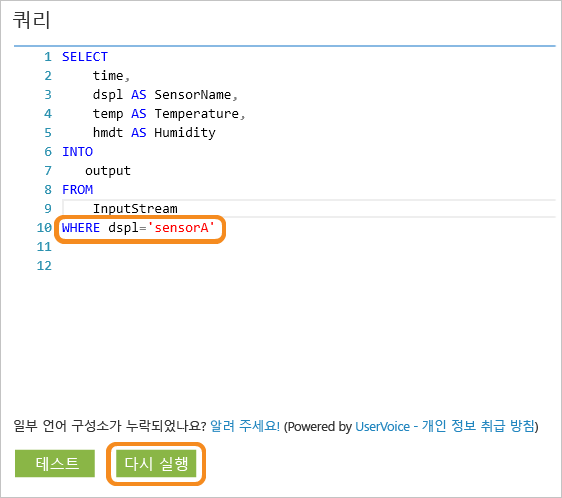 쿼리
1 SELECT
2 time,
3 dspl AS SensorName,
4 temp AS Temperature,
5 hmdt AS Humidity
6 INTO
7 output
8 FROM
9 InputStream
10 WHERE dspl='sensorA'
11
12
일부 언어 구성소가 누락되었나요? 알려 주세요! (Powered by UserVoice - 개인 정보 취급 방침)
테스트 다시 실행